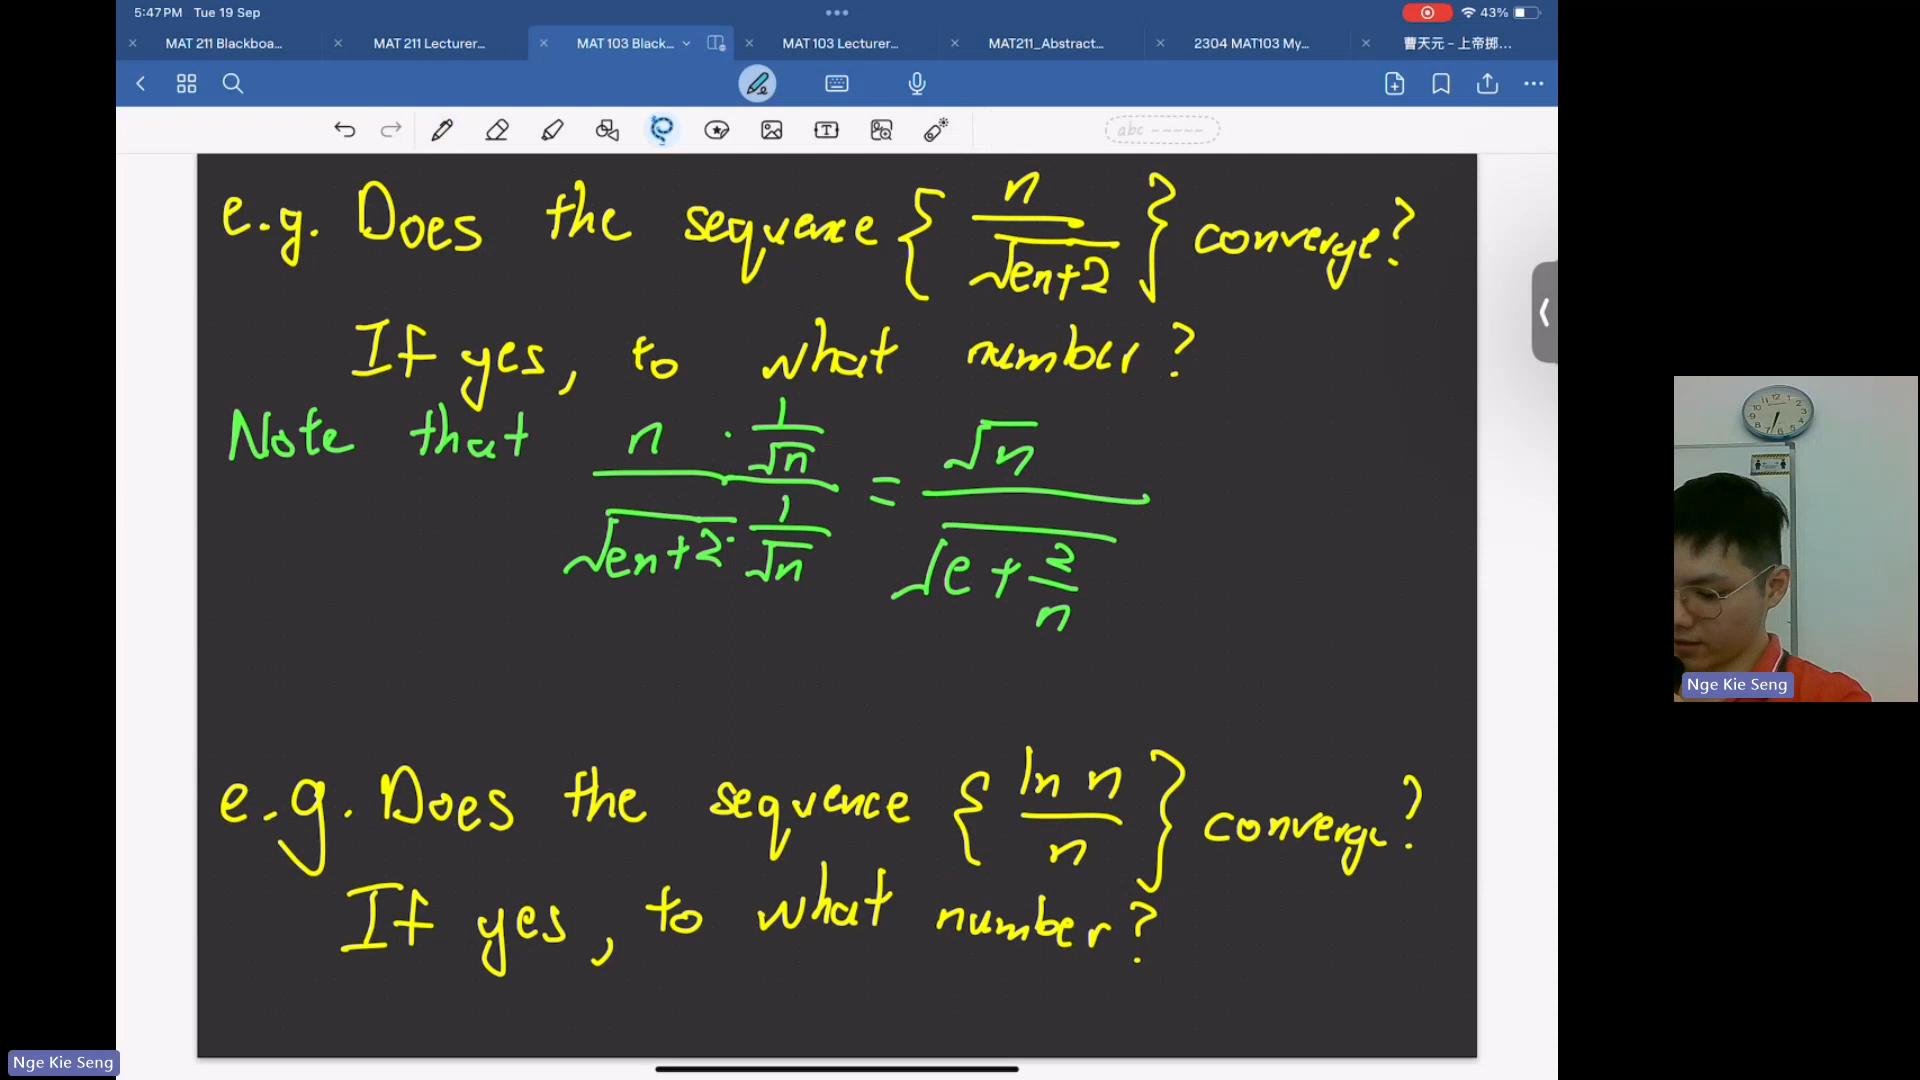 5:47 PM Tue 19 Sep
43%
MAT 211 Blackboa... MAT 211 Lecturer... MAT 103 Black... MAT 103 Lecturer... MAT211_Abstract... 2304 MAT103 My... 曹天元 - 上帝掷...
abc
e.g. Does the sequence { n / √(en+2) } converge?
If yes, to what number?
Note that (n · 1/√n) / (√(en+2) · 1/√n) = √n / √(e + 2/n)
e.g. Does the sequence { ln n / n } converge?
If yes, to what number?
Nge Kie Seng
Nge Kie Seng